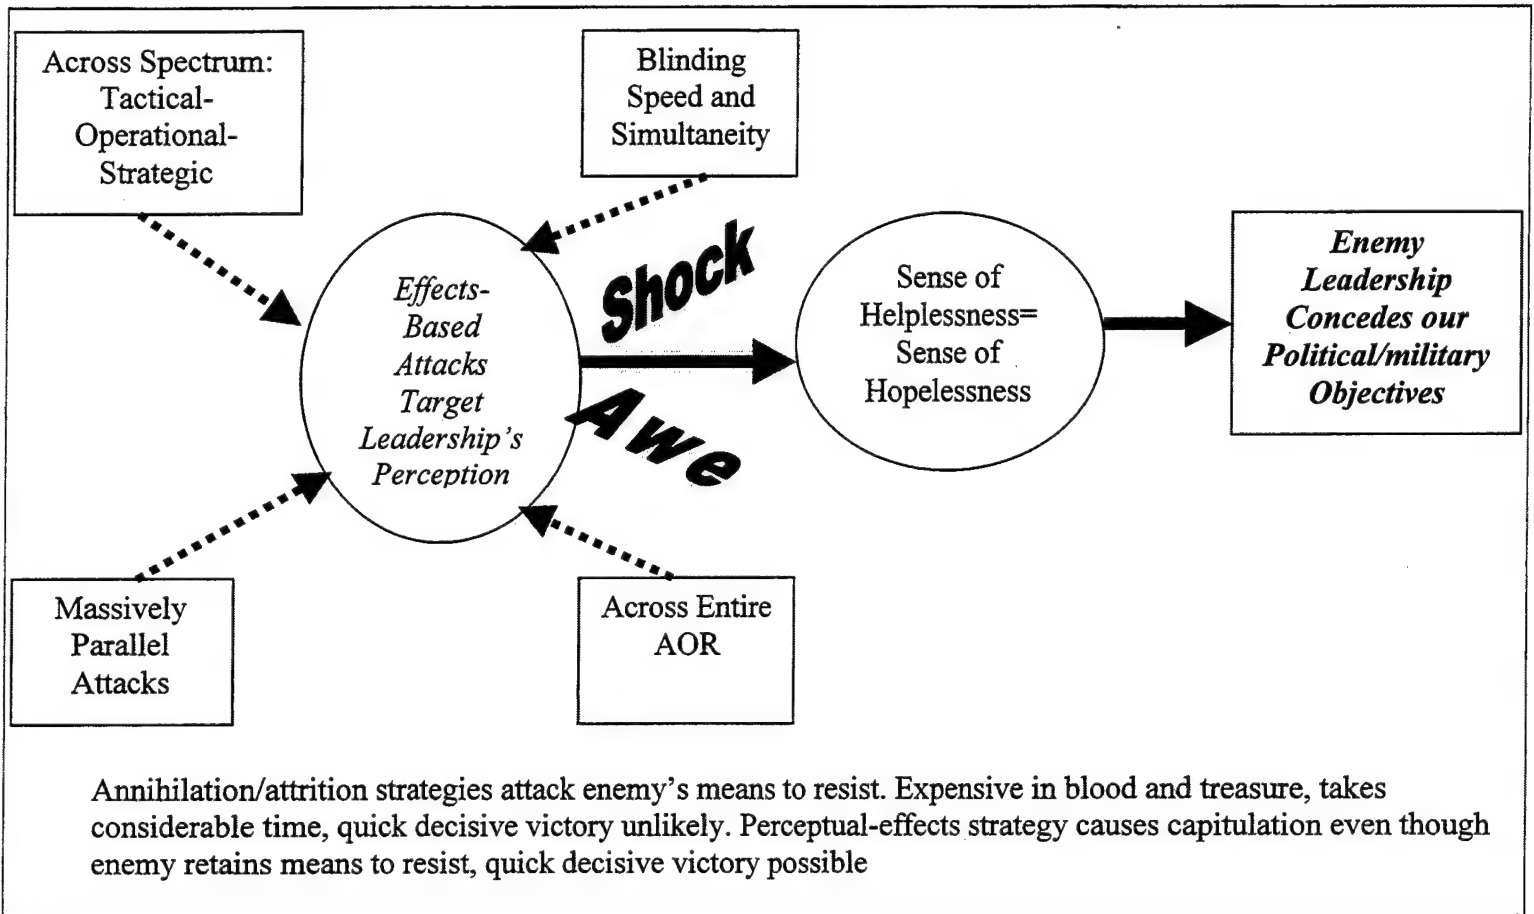 Across Spectrum:
Tactical-
Operational-
Strategic
Blinding
Speed and
Simultaneity
Effects-
Based
Attacks
Target
Leadership's
Perception
Shock
Awe
Sense of
Helplessness=
Sense of
Hopelessness
Enemy
Leadership
Concedes our
Political/military
Objectives
Massively
Parallel
Attacks
Across Entire
AOR
Annihilation/attrition strategies attack enemy's means to resist. Expensive in blood and treasure, takes
considerable time, quick decisive victory unlikely. Perceptual-effects strategy causes capitulation even though
enemy retains means to resist, quick decisive victory possible